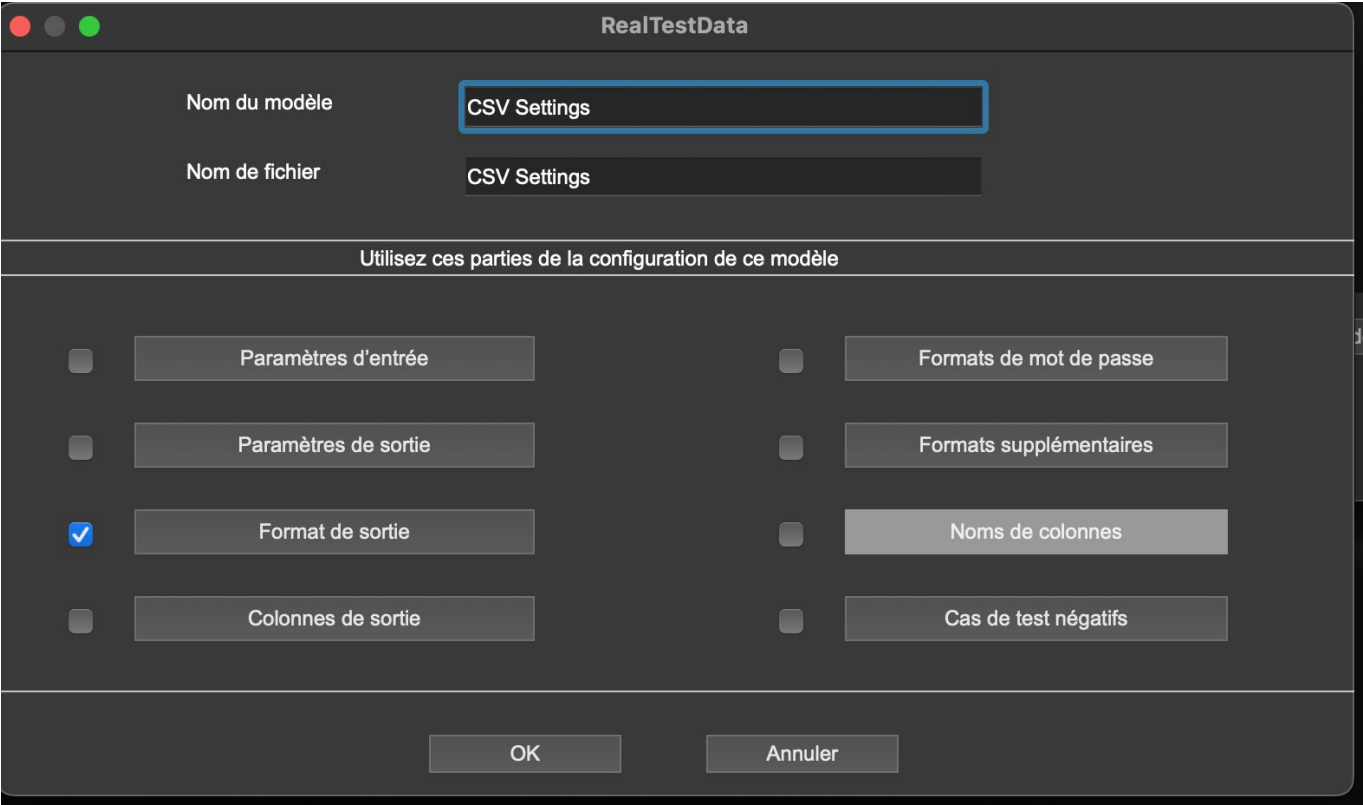 RealTestData
Nom du modèle
CSV Settings
Nom de fichier
CSV Settings
Utilisez ces parties de la configuration de ce modèle
Paramètres d’entrée
Formats de mot de passe
Paramètres de sortie
Formats supplémentaires
Format de sortie
Noms de colonnes
Colonnes de sortie
Cas de test négatifs
OK
Annuler